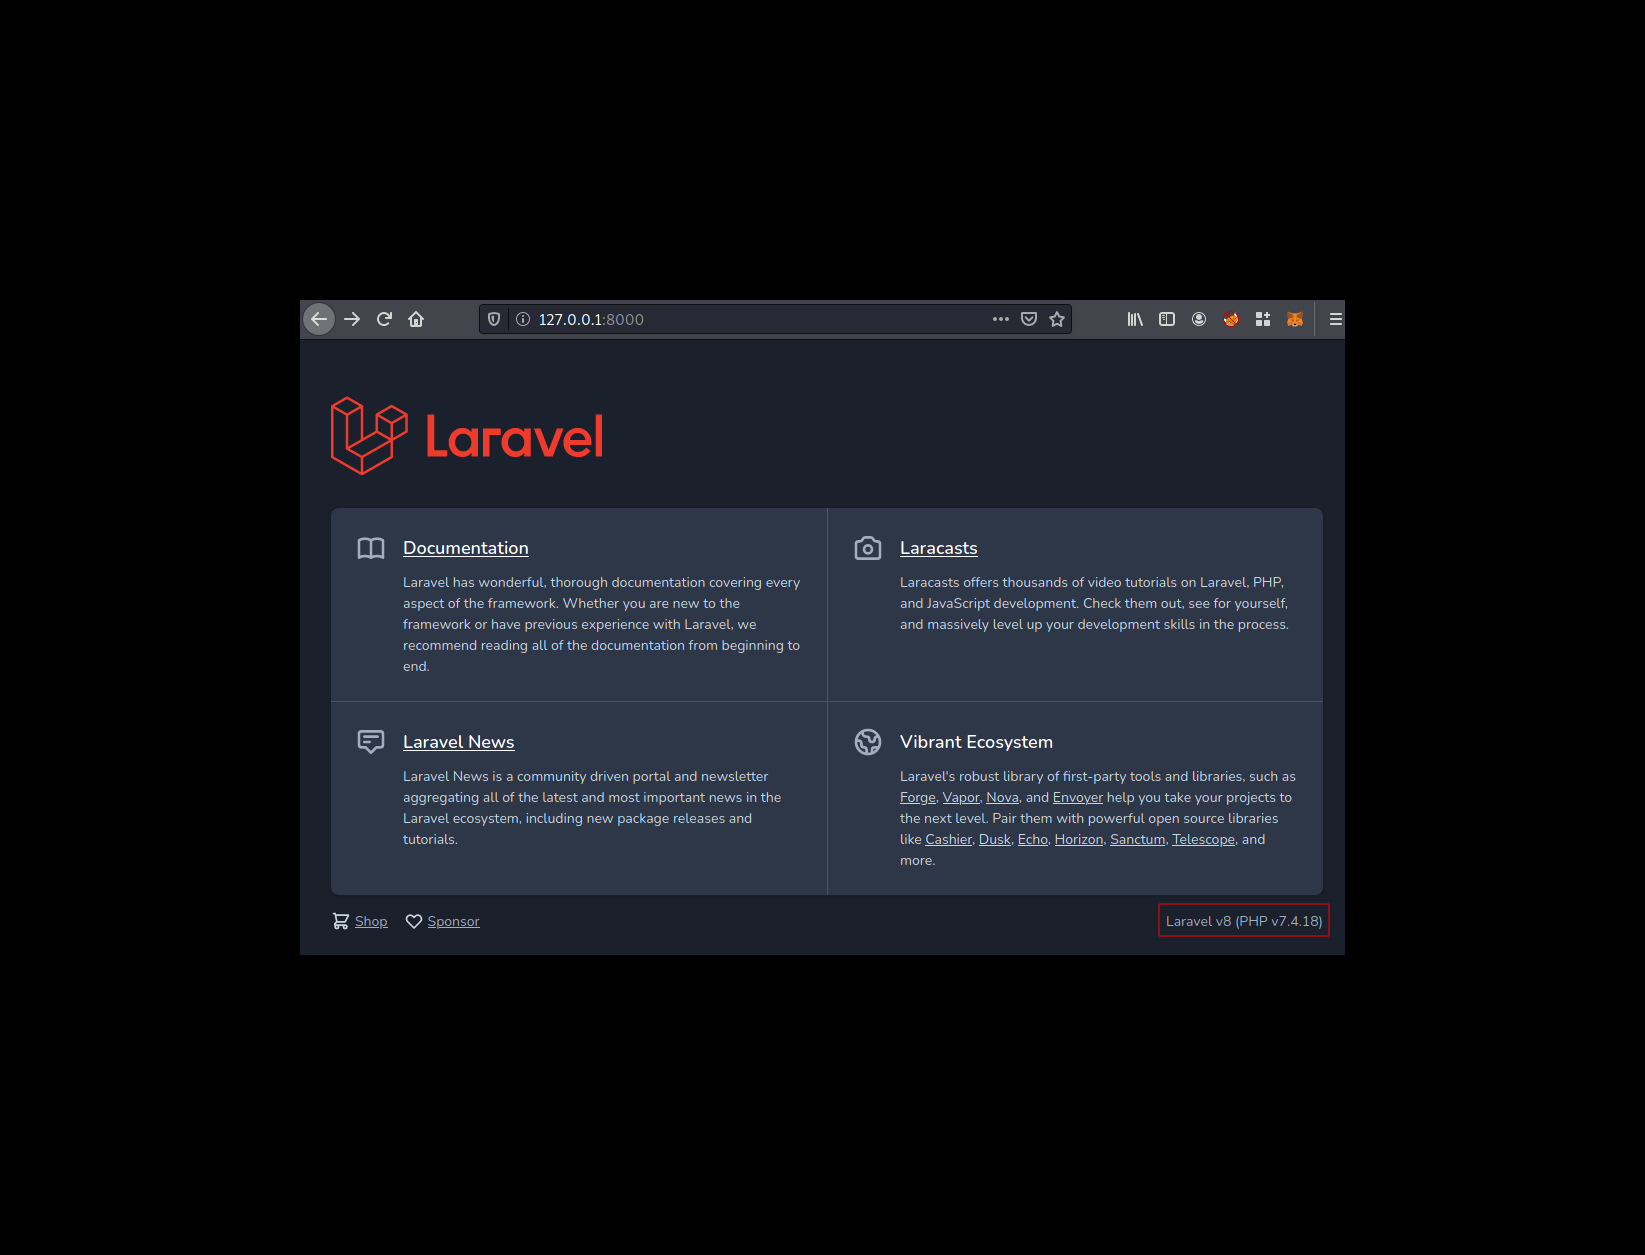 127.0.0.1:8000
Laravel
Documentation
Laravel has wonderful, thorough documentation covering every
aspect of the framework. Whether you are new to the
framework or have previous experience with Laravel, we
recommend reading all of the documentation from beginning to
end.
Laracasts
Laracasts offers thousands of video tutorials on Laravel, PHP,
and JavaScript development. Check them out, see for yourself,
and massively level up your development skills in the process.
Laravel News
Laravel News is a community driven portal and newsletter
aggregating all of the latest and most important news in the
Laravel ecosystem, including new package releases and
tutorials.
Vibrant Ecosystem
Laravel's robust library of first-party tools and libraries, such as
Forge, Vapor, Nova, and Envoyer help you take your projects to
the next level. Pair them with powerful open source libraries
like Cashier, Dusk, Echo, Horizon, Sanctum, Telescope, and
more.
Shop Sponsor
Laravel v8 (PHP v7.4.18)